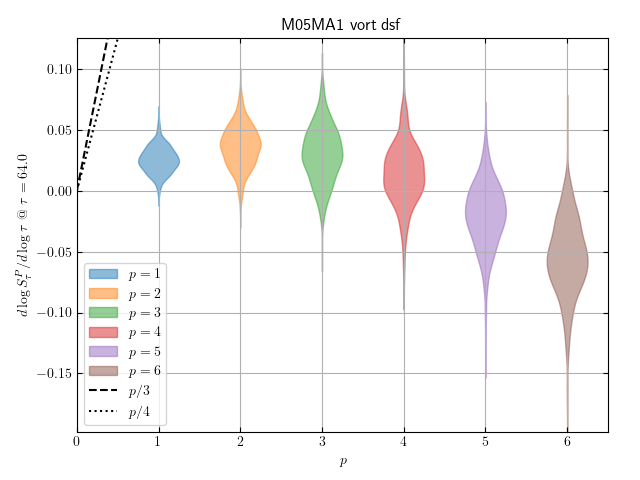 M05MA1 vort dsf
d log S_τ^P / d log τ @ τ = 64.0
0.10
0.05
0.00
−0.05
−0.10
−0.15
p = 1
p = 2
p = 3
p = 4
p = 5
p = 6
p/3
p/4
0 1 2 3 4 5 6
p